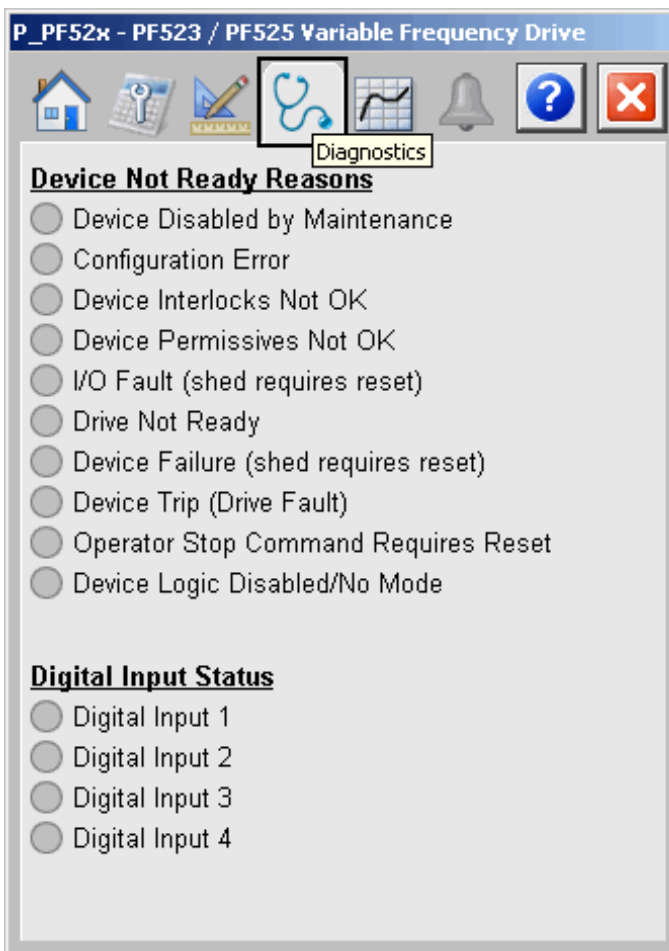 P_PF52x - PF523 / PF525 Variable Frequency Drive
?
Diagnostics
Device Not Ready Reasons
Device Disabled by Maintenance
Configuration Error
Device Interlocks Not OK
Device Permissives Not OK
I/O Fault (shed requires reset)
Drive Not Ready
Device Failure (shed requires reset)
Device Trip (Drive Fault)
Operator Stop Command Requires Reset
Device Logic Disabled/No Mode
Digital Input Status
Digital Input 1
Digital Input 2
Digital Input 3
Digital Input 4